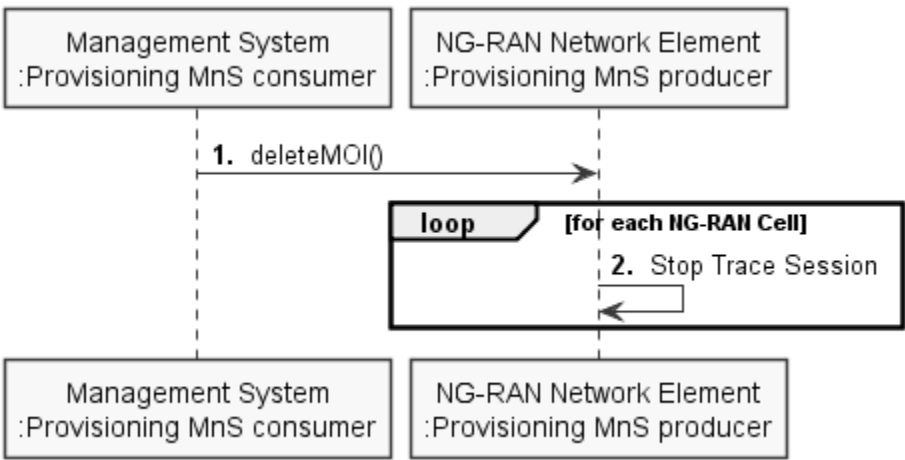 Management System
:Provisioning MnS consumer
NG-RAN Network Element
:Provisioning MnS producer
1. deleteMOI()
loop
[for each NG-RAN Cell]
2. Stop Trace Session
Management System
:Provisioning MnS consumer
NG-RAN Network Element
:Provisioning MnS producer